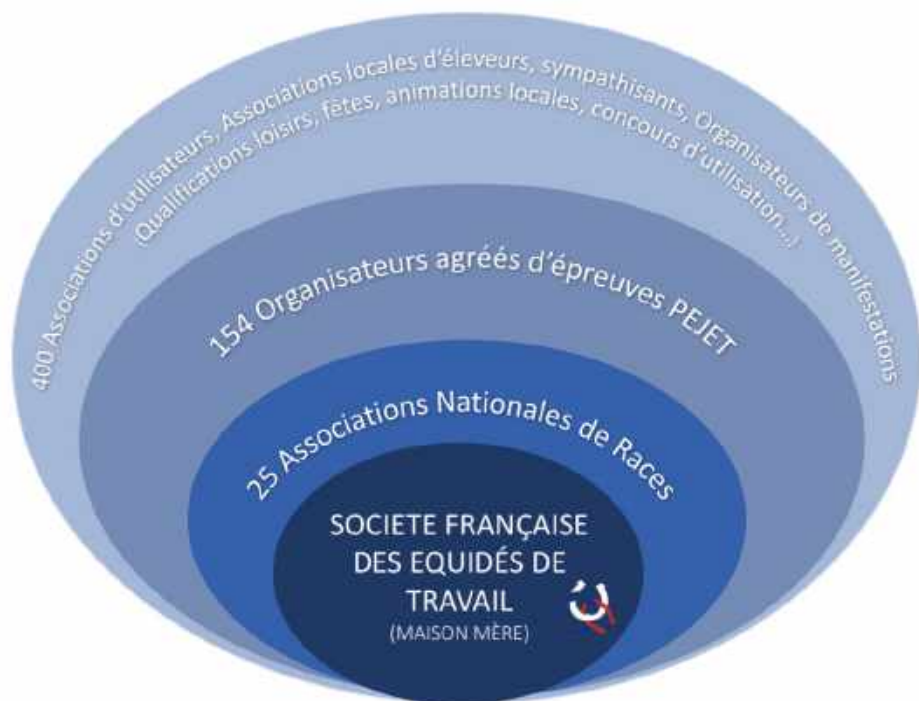 400 Associations d'utilisateurs, Associations locales d'éleveurs, sympathisants, Organisateurs de manifestations
(Qualifications loisirs, fêtes, animations locales, concours d'utilisation...)
154 Organisateurs agréés d'épreuves PEJET
25 Associations Nationales de Races
SOCIETE FRANÇAISE
DES EQUIDÉS DE
TRAVAIL
(MAISON MÈRE)